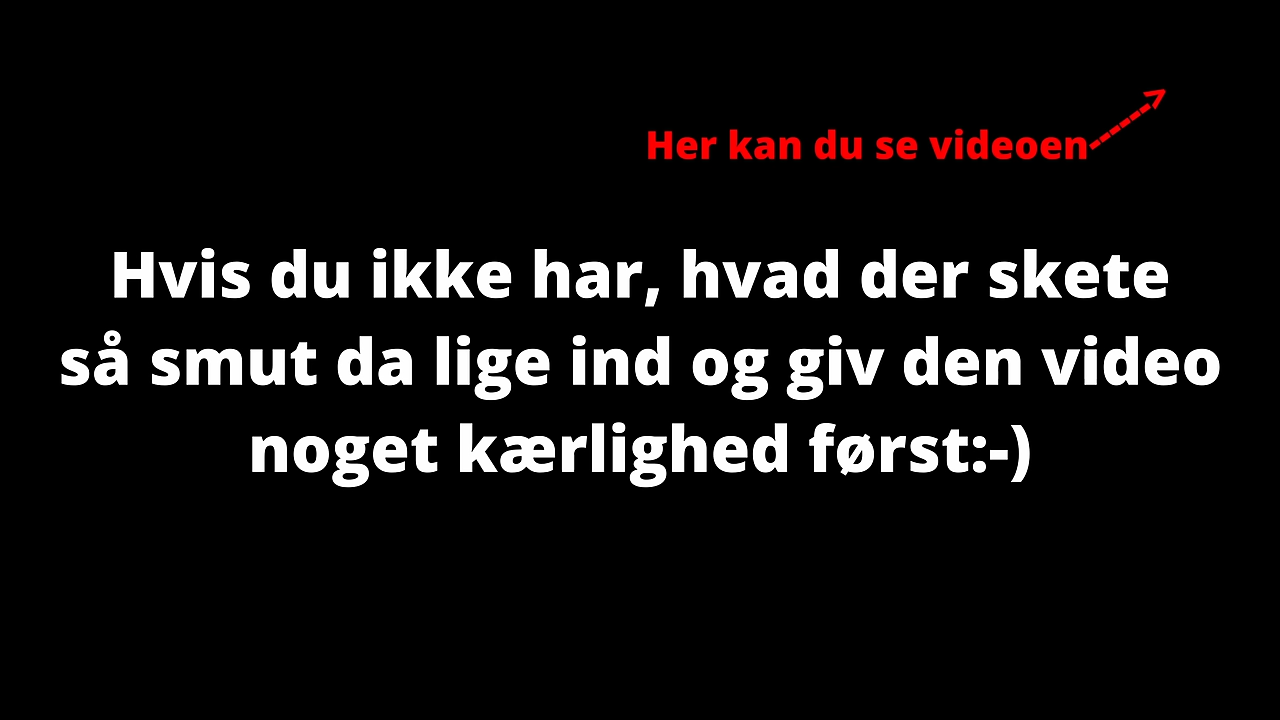 Her kan du se videoen
Hvis du ikke har, hvad der skete
så smut da lige ind og giv den video
noget kærlighed først:-)